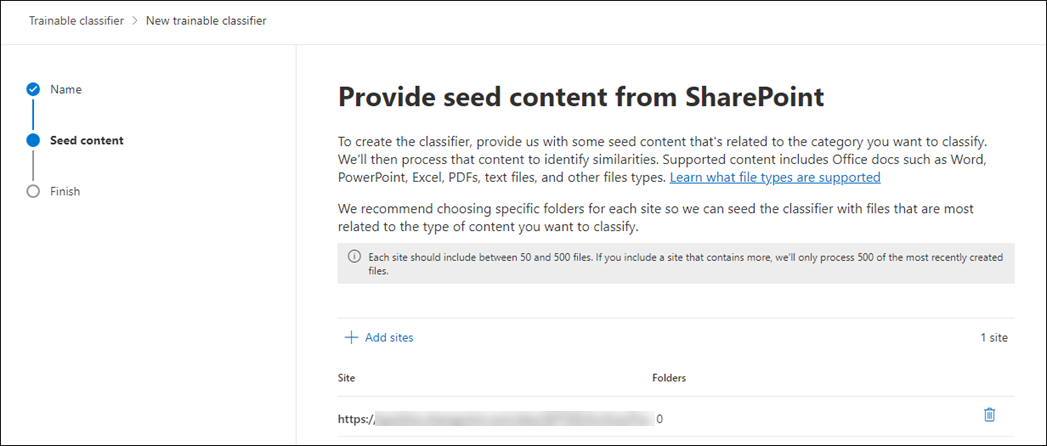 Trainable classifier > New trainable classifier
Name
Seed content
Finish
Provide seed content from SharePoint
To create the classifier, provide us with some seed content that's related to the category you want to classify.
We'll then process that content to identify similarities. Supported content includes Office docs such as Word,
PowerPoint, Excel, PDFs, text files, and other files types. Learn what file types are supported
We recommend choosing specific folders for each site so we can seed the classifier with files that are most
related to the type of content you want to classify.
Each site should include between 50 and 500 files. If you include a site that contains more, we'll only process 500 of the most recently created
files.
Add sites 1 site
Site Folders
https:/ 0